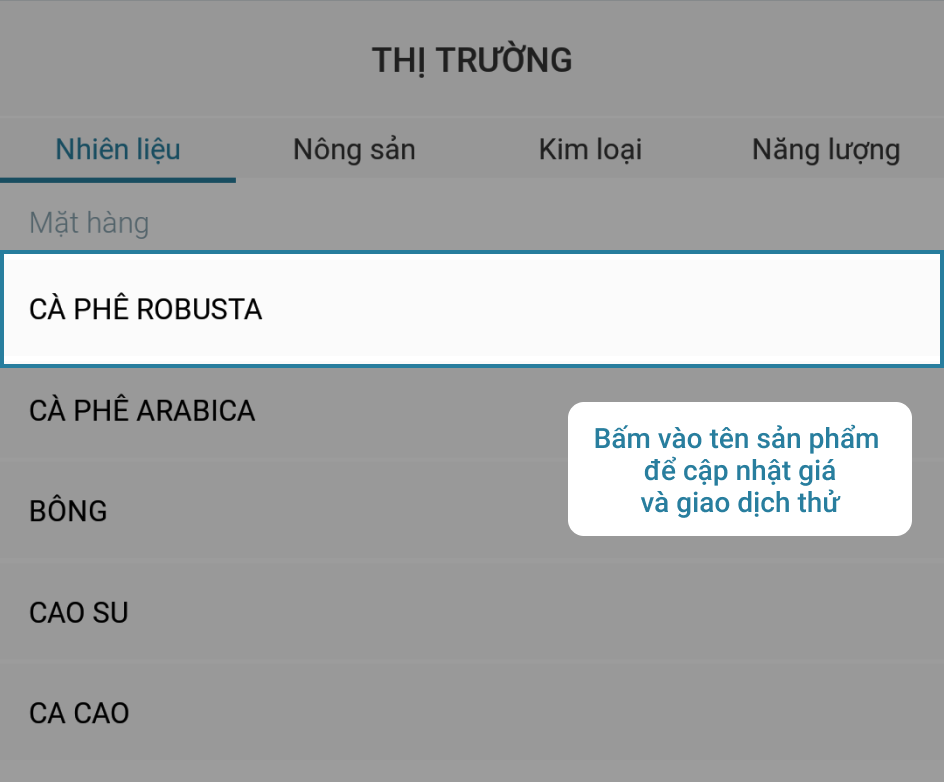 THỊ TRƯỜNG
Nhiên liệu Nông sản Kim loại Năng lượng
Mặt hàng
CÀ PHÊ ROBUSTA
CÀ PHÊ ARABICA
Bấm vào tên sản phẩm
để cập nhật giá
và giao dịch thử
BÔNG
CAO SU
CA CAO